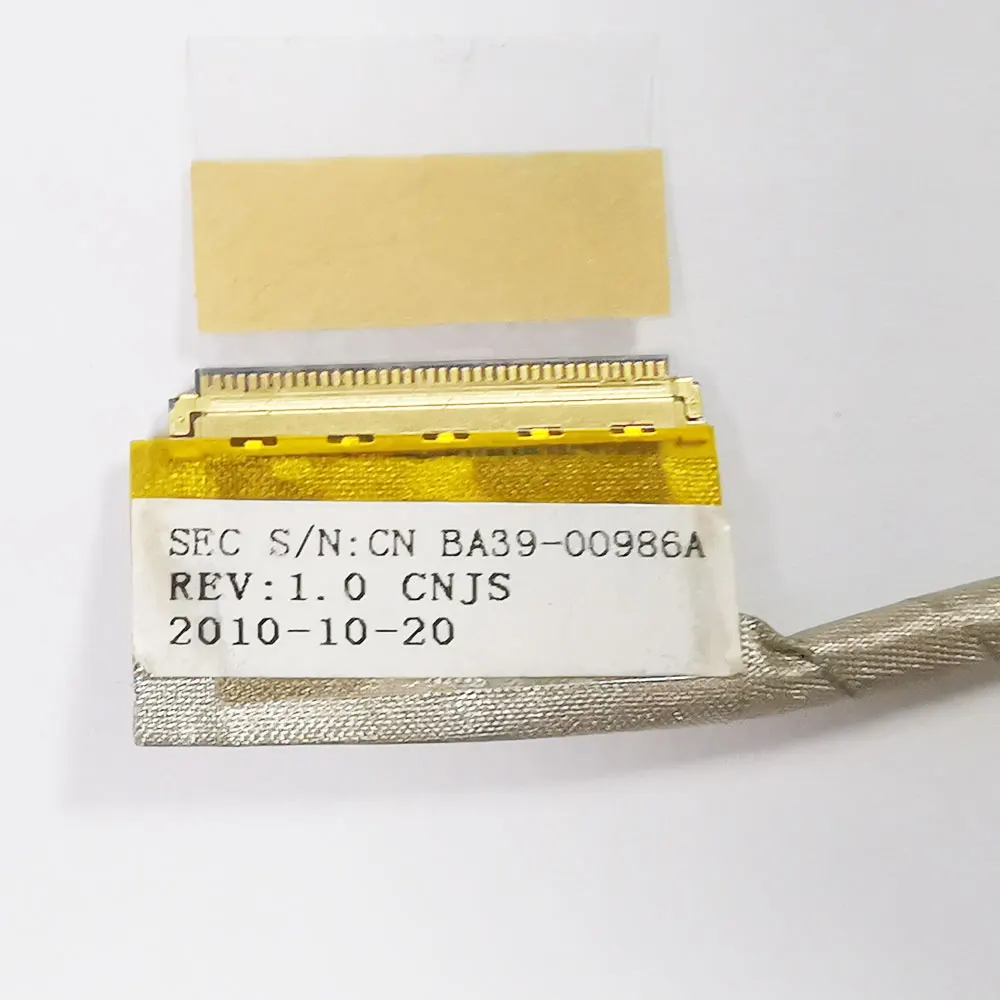 SEC S/N:CN BA39-00986A
REV:1.0 CNJS
2010-10-20